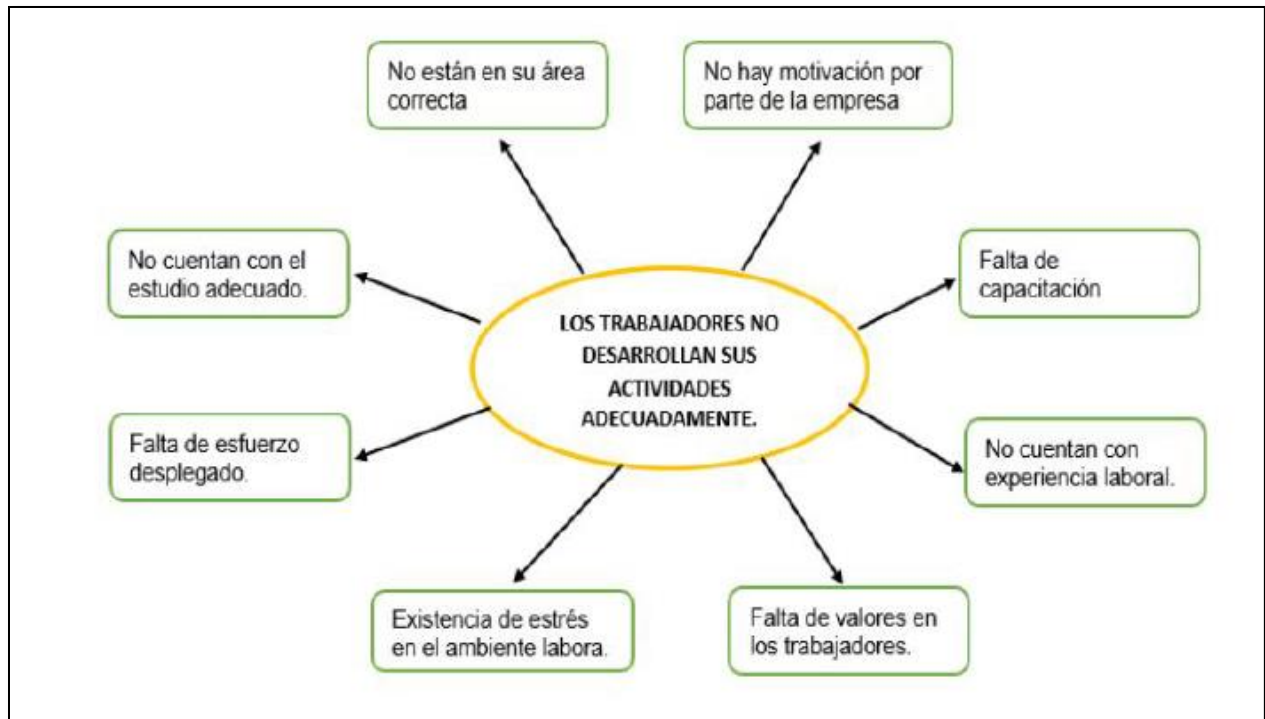 No están en su área
correcta
No hay motivación por
parte de la empresa
No cuentan con el
estudio adecuado.
Falta de
capacitación
LOS TRABAJADORES NO
DESARROLLAN SUS
ACTIVIDADES
ADECUADAMENTE.
Falta de esfuerzo
desplegado.
No cuentan con
experiencia laboral.
Existencia de estrés
en el ambiente labora.
Falta de valores en
los trabajadores.